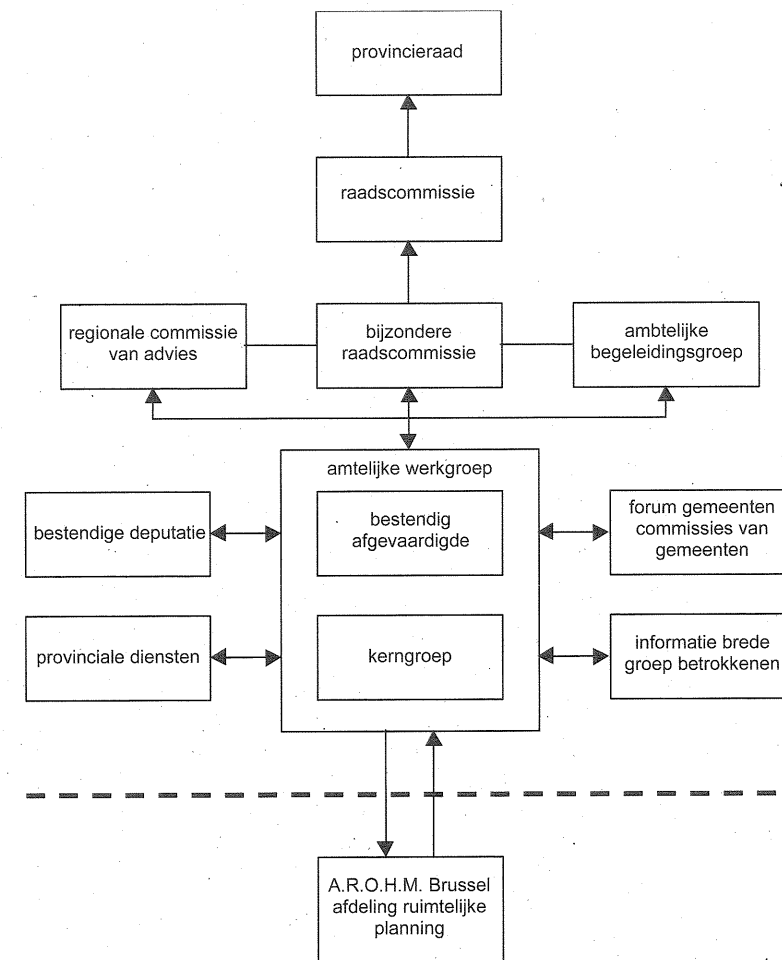 provincieraad
raadscommissie
regionale commissie
van advies
bijzondere
raadscommissie
ambtelijke
begeleidingsgroep
amtelijke werkgroep
bestendige deputatie
bestendig
afgevaardigde
forum gemeenten
commissies van
gemeenten
provinciale diensten
kerngroep
informatie brede
groep betrokkenen
A.R.O.H.M. Brussel
afdeling ruimtelijke
planning